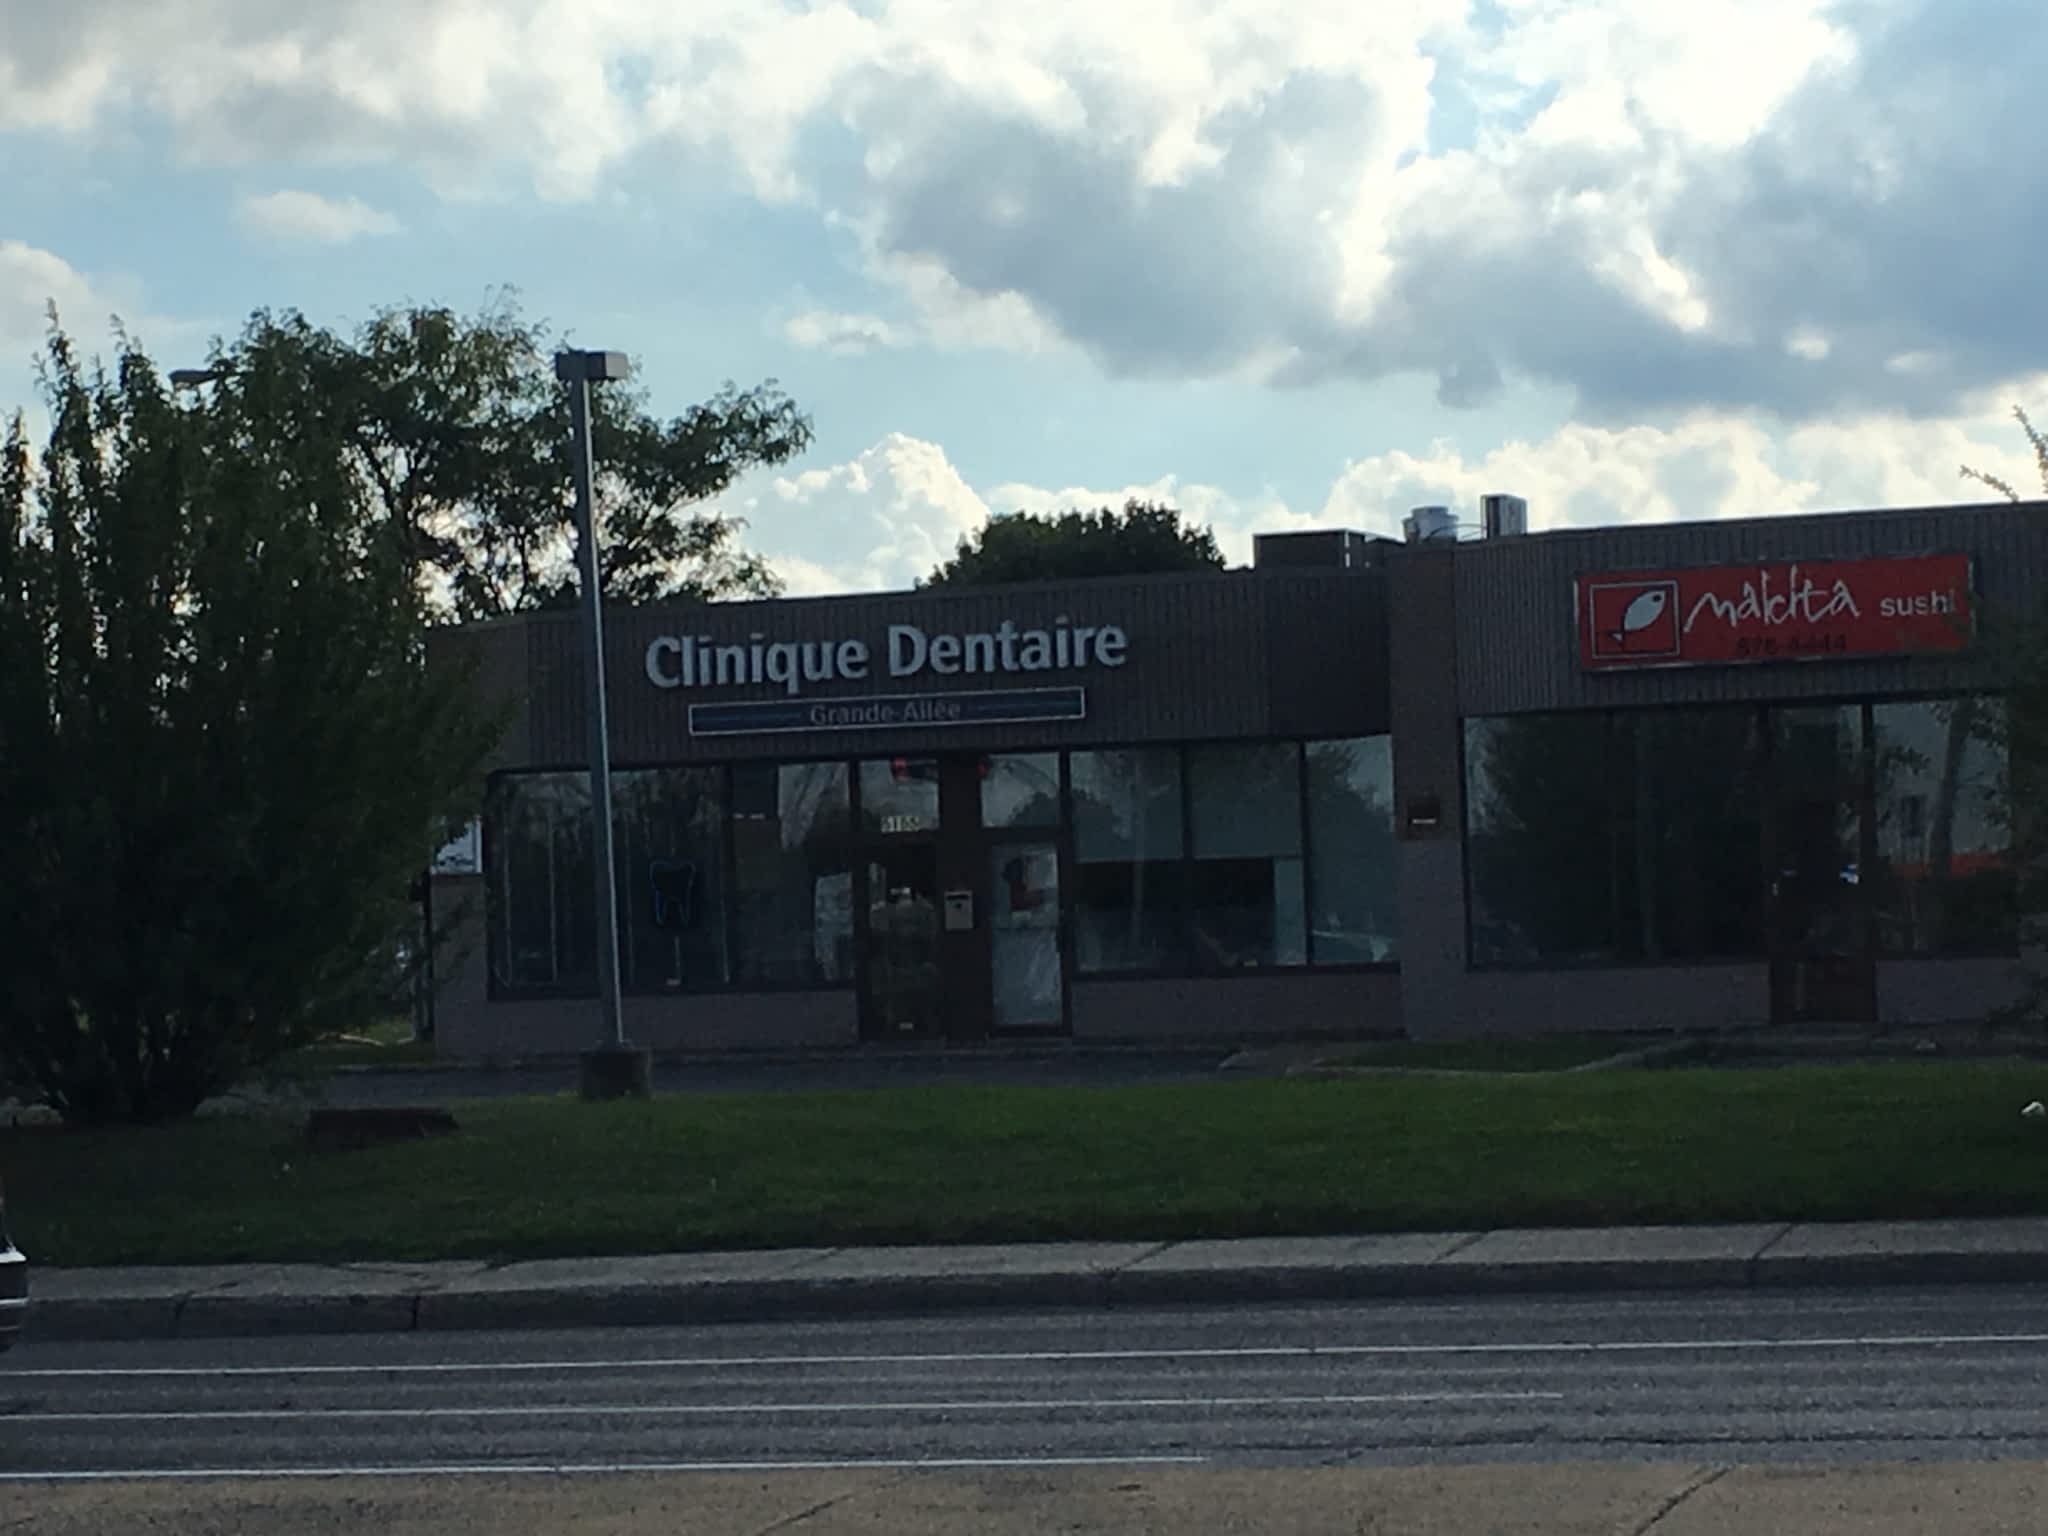 Clinique Dentaire
Grande-Allée
makita sushi